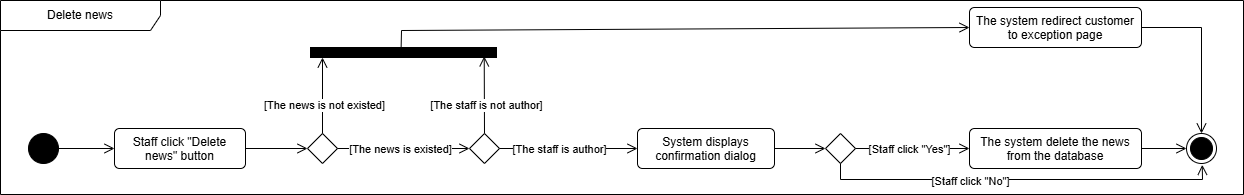 Delete news
The system redirect customer
to exception page
[The news is not existed]
[The staff is not author]
Staff click "Delete
news" button
[The news is existed]
[The staff is author]
System displays
confirmation dialog
[Staff click "Yes"]
The system delete the news
from the database
[Staff click "No"]